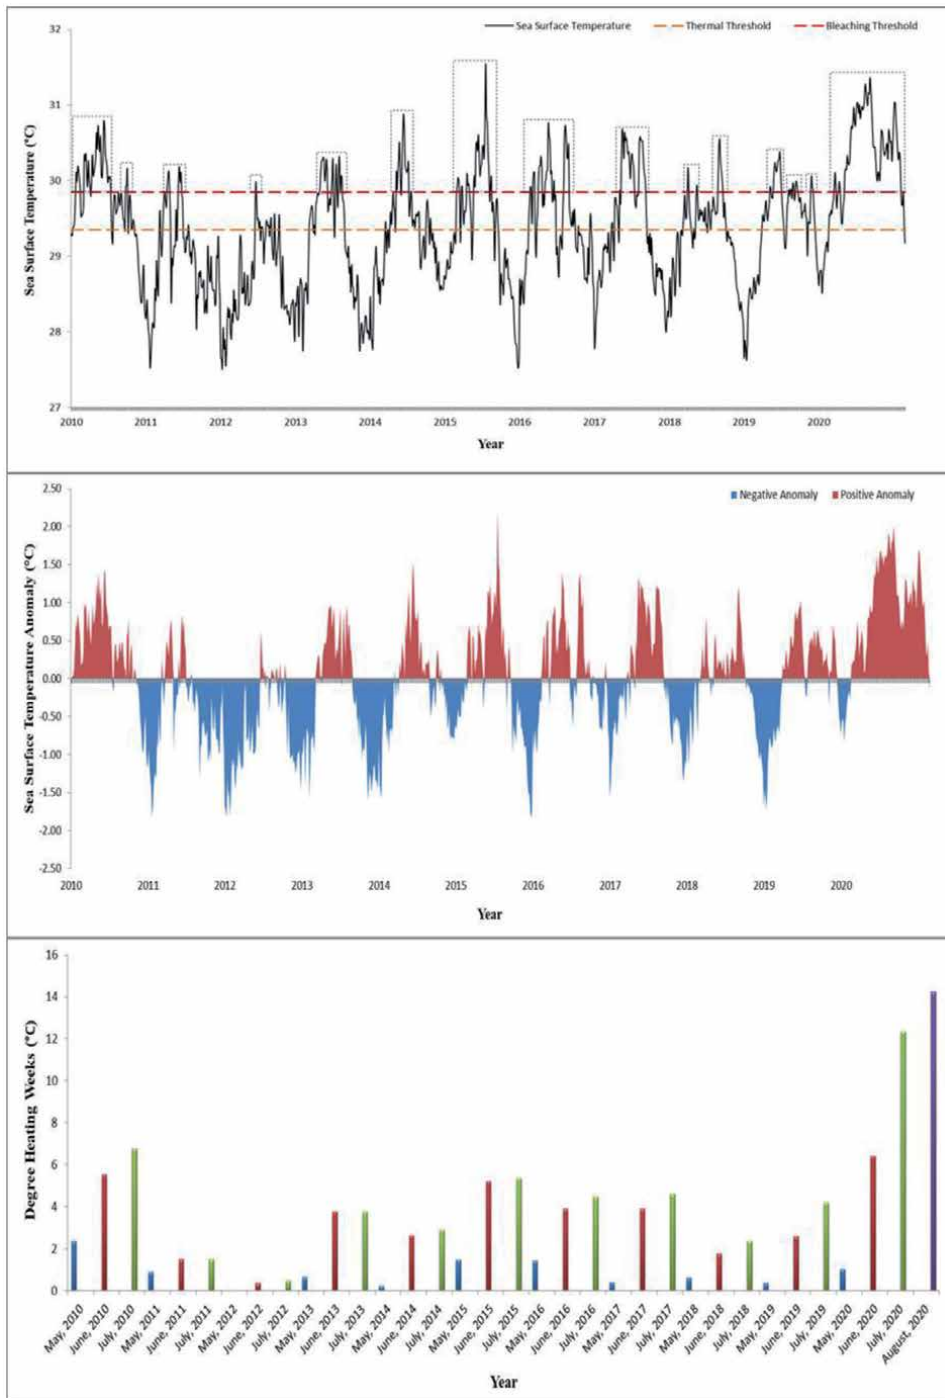 32
Sea Surface Temperature
Thermal Threshold
Bleaching Threshold
31
30
29
28
27
Sea Surface Temperature (°C)
2010 2011 2012 2013 2014 2015 2016 2017 2018 2019 2020
Year
2.50
Negative Anomaly
Positive Anomaly
2.00
1.50
1.00
0.50
0.00
-0.50
-1.00
-1.50
-2.00
-2.50
Sea Surface Temperature Anomaly (°C)
2010 2011 2012 2013 2014 2015 2016 2017 2018 2019 2020
Year
16
14
12
10
8
6
4
2
0
Degree Heating Weeks (°C)
May, 2010
June, 2010
July, 2010
May, 2011
June, 2011
July, 2011
May, 2012
June, 2012
July, 2012
May, 2013
June, 2013
July, 2013
May, 2014
June, 2014
July, 2014
May, 2015
June, 2015
July, 2015
May, 2016
June, 2016
July, 2016
May, 2017
June, 2017
July, 2017
May, 2018
June, 2018
July, 2018
May, 2019
June, 2019
July, 2019
May, 2020
June, 2020
July, 2020
August, 2020
Year